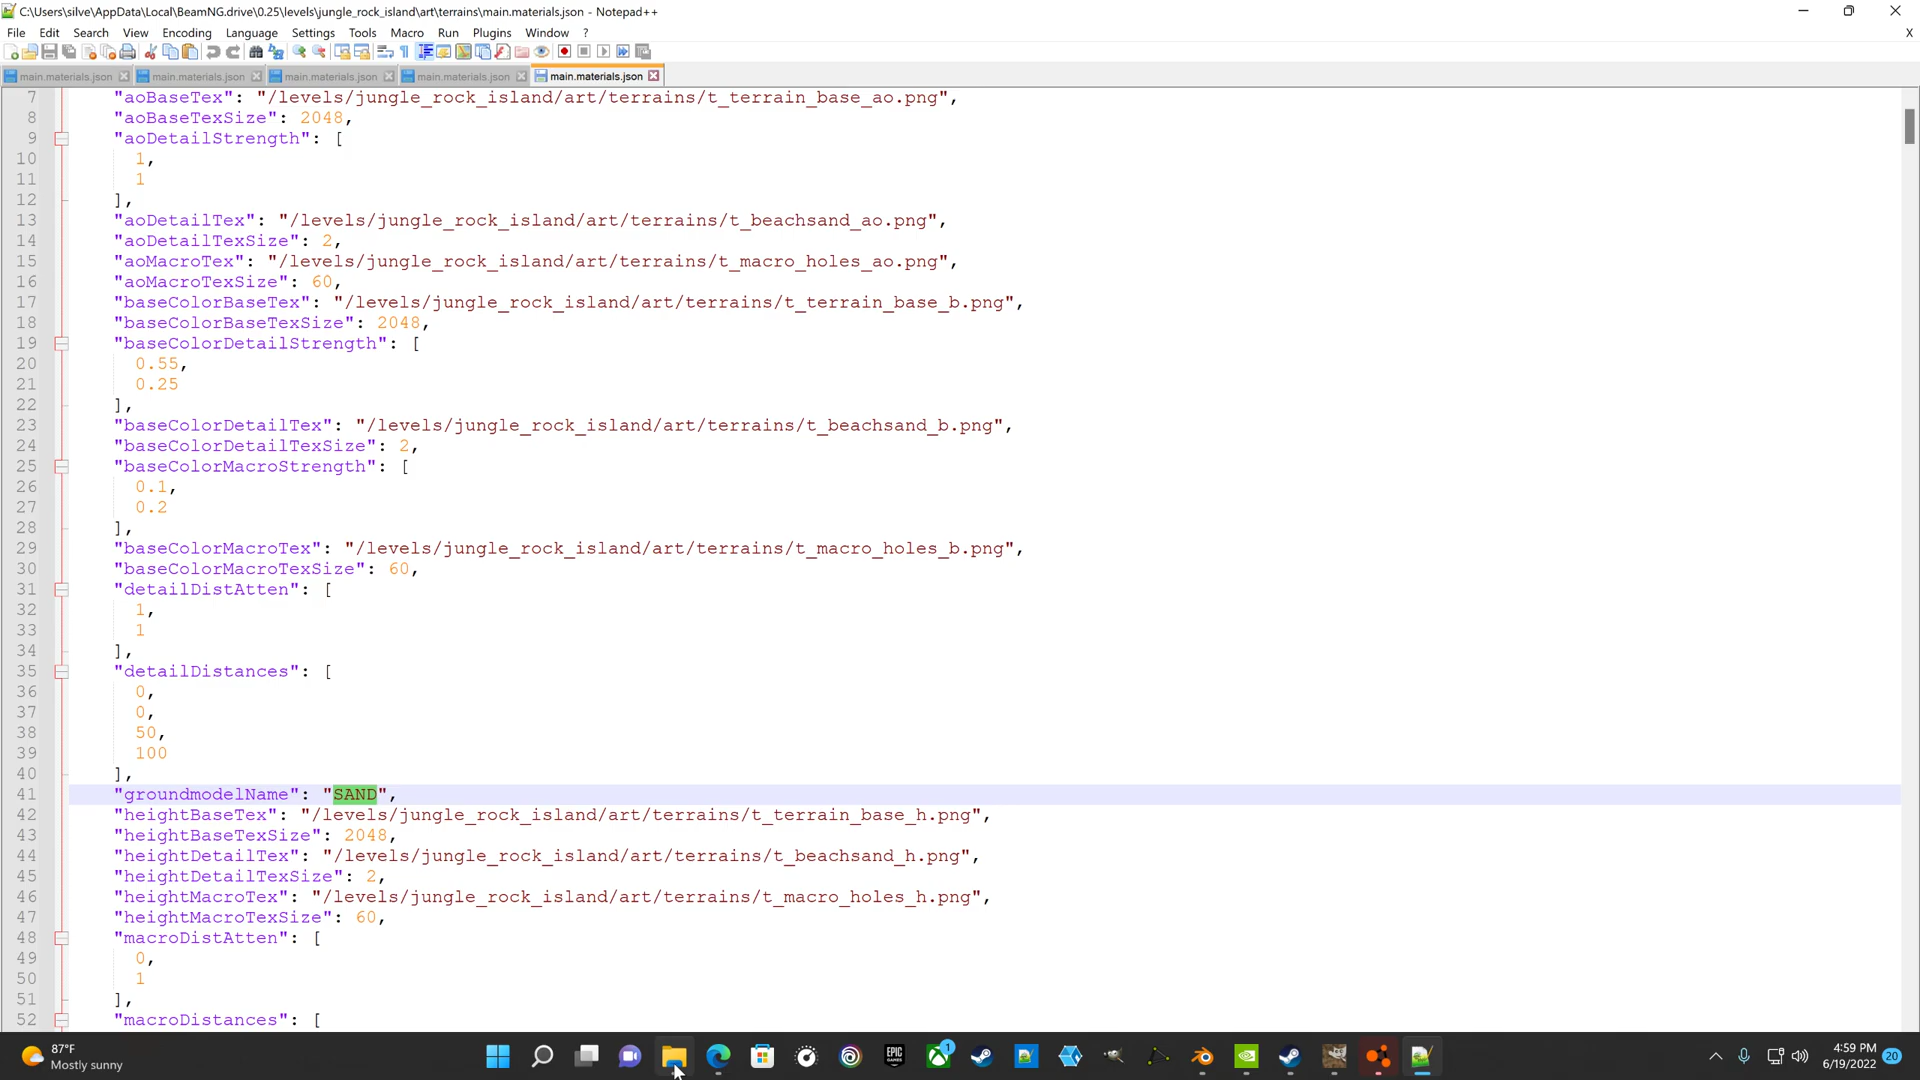 C:\Users\silve\AppData\Local\BeamNG.drive\0.25\levels\jungle_rock_island\art\terrains\main.materials.json - Notepad++
File Edit Search View Encoding Language Settings Tools Macro Run Plugins Window ? X
main.materials.json main.materials.json main.materials.json main.materials.json main.materials.json
7 "aoBaseTex": "/levels/jungle_rock_island/art/terrains/t_terrain_base_ao.png",
8 "aoBaseTexSize": 2048,
9 "aoDetailStrength": [
10 1,
11 1
12 ],
13 "aoDetailTex": "/levels/jungle_rock_island/art/terrains/t_beachsand_ao.png",
14 "aoDetailTexSize": 2,
15 "aoMacroTex": "/levels/jungle_rock_island/art/terrains/t_macro_holes_ao.png",
16 "aoMacroTexSize": 60,
17 "baseColorBaseTex": "/levels/jungle_rock_island/art/terrains/t_terrain_base_b.png",
18 "baseColorBaseTexSize": 2048,
19 "baseColorDetailStrength": [
20 0.55,
21 0.25
22 ],
23 "baseColorDetailTex": "/levels/jungle_rock_island/art/terrains/t_beachsand_b.png",
24 "baseColorDetailTexSize": 2,
25 "baseColorMacroStrength": [
26 0.1,
27 0.2
28 ],
29 "baseColorMacroTex": "/levels/jungle_rock_island/art/terrains/t_macro_holes_b.png",
30 "baseColorMacroTexSize": 60,
31 "detailDistAtten": [
32 1,
33 1
34 ],
35 "detailDistances": [
36 0,
37 0,
38 50,
39 100
40 ],
41 "groundmodelName": "SAND",
42 "heightBaseTex": "/levels/jungle_rock_island/art/terrains/t_terrain_base_h.png",
43 "heightBaseTexSize": 2048,
44 "heightDetailTex": "/levels/jungle_rock_island/art/terrains/t_beachsand_h.png",
45 "heightDetailTexSize": 2,
46 "heightMacroTex": "/levels/jungle_rock_island/art/terrains/t_macro_holes_h.png",
47 "heightMacroTexSize": 60,
48 "macroDistAtten": [
49 0,
50 1
51 ],
52 "macroDistances": [
87°F
Mostly sunny
EPIC GAMES
1
4:59 PM
6/19/2022
20